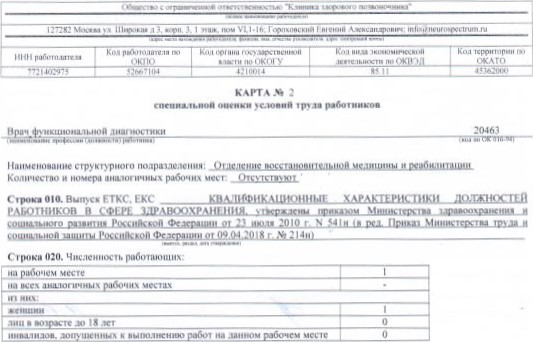 Общество с ограниченной ответственностью "Клиника здорового позвоночника"
(полное наименование работодателя)
127282 Москва ул. Широкая д.3, корп. 3, 1 этаж, пом VI,1-16; Гороховский Евгений Александрович; info@neurospectrum.ru
ИНН работодателя Код работодателя по ОКПО Код органа государственной власти по ОКОГУ Код вида экономической деятельности по ОКВЭД Код территории по ОКАТО
7721402975 52667104 4210014 85.11 45362000
КАРТА № 2
специальной оценки условий труда работников
Врач функциональной диагностики 20463
(наименование профессии (должности) работника) (код по ОК 016-94)
Наименование структурного подразделения: Отделение восстановительной медицины и реабилитации
Количество и номера аналогичных рабочих мест: Отсутствуют
Строка 010. Выпуск ЕТКС, ЕКС КВАЛИФИКАЦИОННЫЕ ХАРАКТЕРИСТИКИ ДОЛЖНОСТЕЙ
РАБОТНИКОВ В СФЕРЕ ЗДРАВООХРАНЕНИЯ, утверждены приказом Министерства здравоохранения и
социального развития Российской Федерации от 23 июля 2010 г. N 541н (в ред. Приказ Министерства труда и
социальной защиты Российской Федерации от 09.04.2018 г. № 214н)
(выпуск, раздел, дата утверждения)
Строка 020. Численность работающих:
на рабочем месте 1
на всех аналогичных рабочих местах -
из них:
женщин 1
лиц в возрасте до 18 лет 0
инвалидов, допущенных к выполнению работ на данном рабочем месте 0